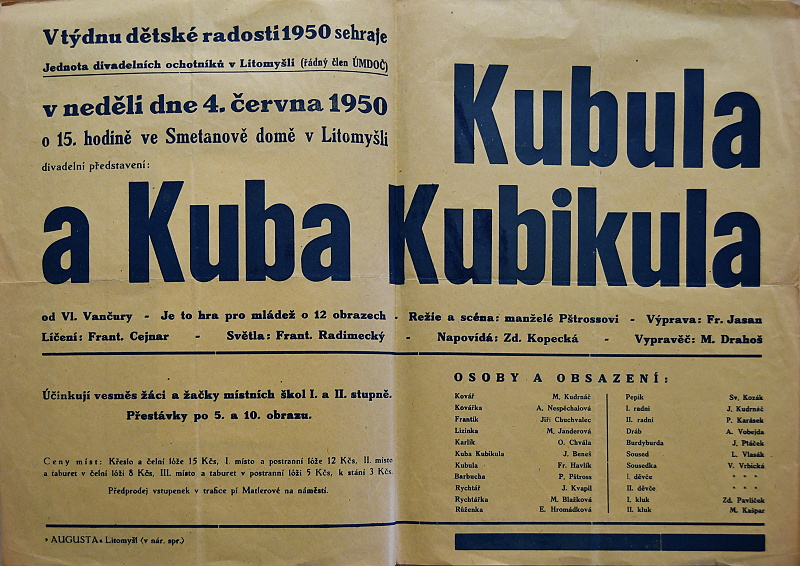 V týdnu dětské radosti 1950 sehraje
Jednota divadelních ochotníků v Litomyšli (řádný člen ÚMDOČ)
v neděli dne 4. června 1950
o 15. hodině ve Smetanově domě v Litomyšli
divadelní představení:
Kubula
a Kuba Kubikula
od Vl. Vančury - Je to hra pro mládež o 12 obrazech - Režie a scéna: manželé Pštrossovi - Výprava: Fr. Jasan
Líčení: Frant. Cejnar - Světla: Frant. Radimecký - Napovídá: Zd. Kopecká - Vypravěč: M. Drahoš
Účinkují vesměs žáci a žačky místních škol I. a II. stupně.
Přestávky po 5. a 10. obrazu.
Ceny míst: Křeslo a čelní lóže 15 Kčs, I. místo a postranní lóže 12 Kčs, II. místo
a taburet v čelní lóži 8 Kčs, III. místo a taburet v postranní lóži 5 Kčs, k stání 3 Kčs.
Předprodej vstupenek v trafice pí Matlerové na náměstí.
OSOBY A OBSAZENÍ:
Kovář M. Kudrnáč
Kovářka A. Nespěchalová
Frantík Jiří Chuchvalec
Lizinka M. Janderová
Karlík O. Chvála
Kuba Kubikula J. Beneš
Kubula Fr. Havlík
Barbucha P. Pštross
Rychtář J. Kvapil
Rychtářka M. Blažková
Růženka E. Hromádková
Pepík Sv. Kozák
I. radní J. Kudrnáč
II. radní P. Karásek
Dráb A. Vobejda
Burdyburda J. Ptáček
Soused L. Vlasák
Sousedka V. Vrbická
I. děvče * * *
II. děvče * * *
I. kluk Zd. Pavlíček
II. kluk M. Kašpar
»AUGUSTA« Litomyšl (v nár. spr.)